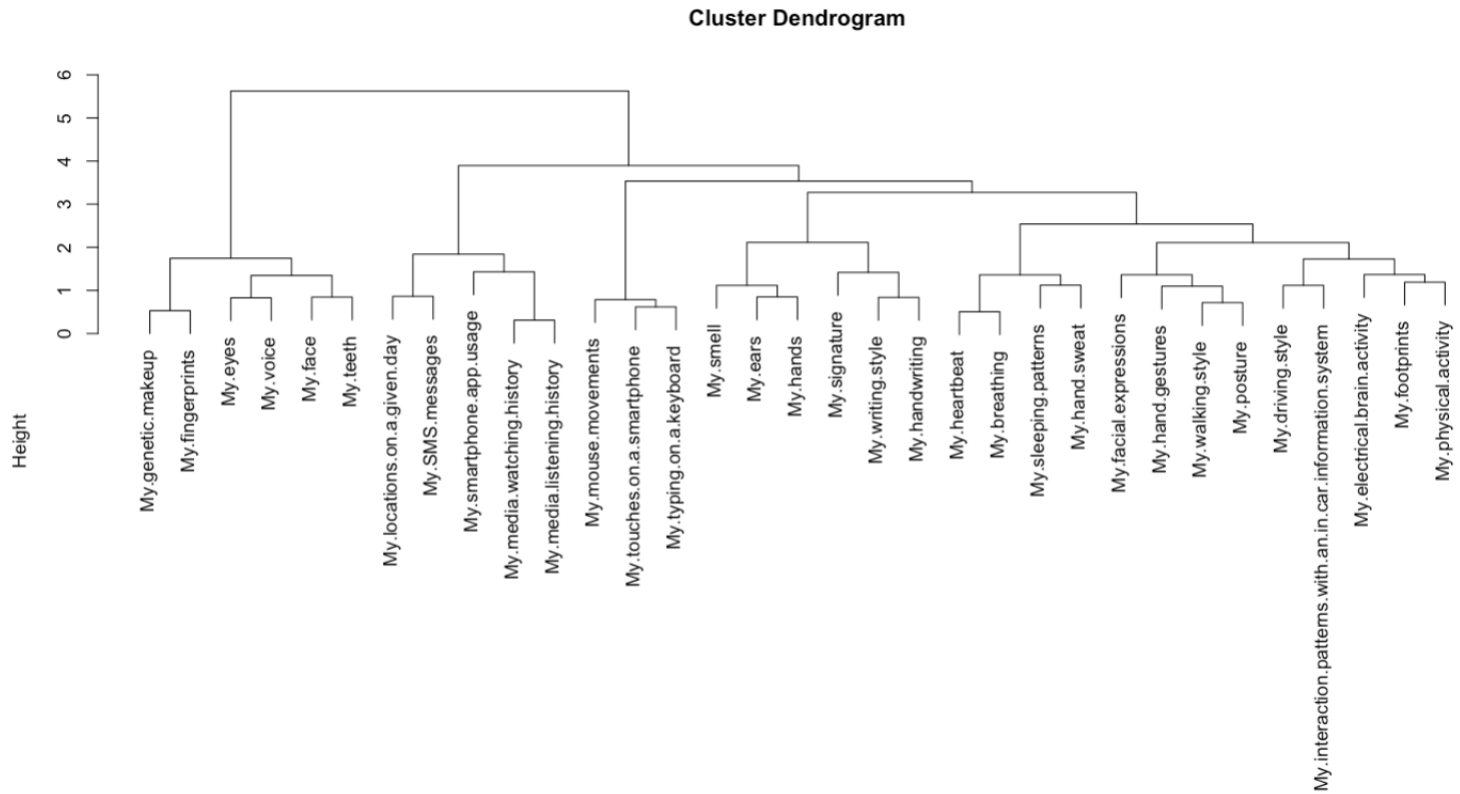 Cluster Dendrogram
6
5
4
3
2
1
0
Height
My.genetic.makeup
My.fingerprints
My.eyes
My.voice
My.face
My.teeth
My.locations.on.a.given.day
My.SMS.messages
My.smartphone.app.usage
My.media.watching.history
My.media.listening.history
My.mouse.movements
My.touches.on.a.smartphone
My.typing.on.a.keyboard
My.smell
My.ears
My.hands
My.signature
My.writing.style
My.handwriting
My.heartbeat
My.breathing
My.sleeping.patterns
My.hand.sweat
My.facial.expressions
My.hand.gestures
My.walking.style
My.posture
My.driving.style
My.interaction.patterns.with.an.in.car.information.system
My.electrical.brain.activity
My.footprints
My.physical.activity